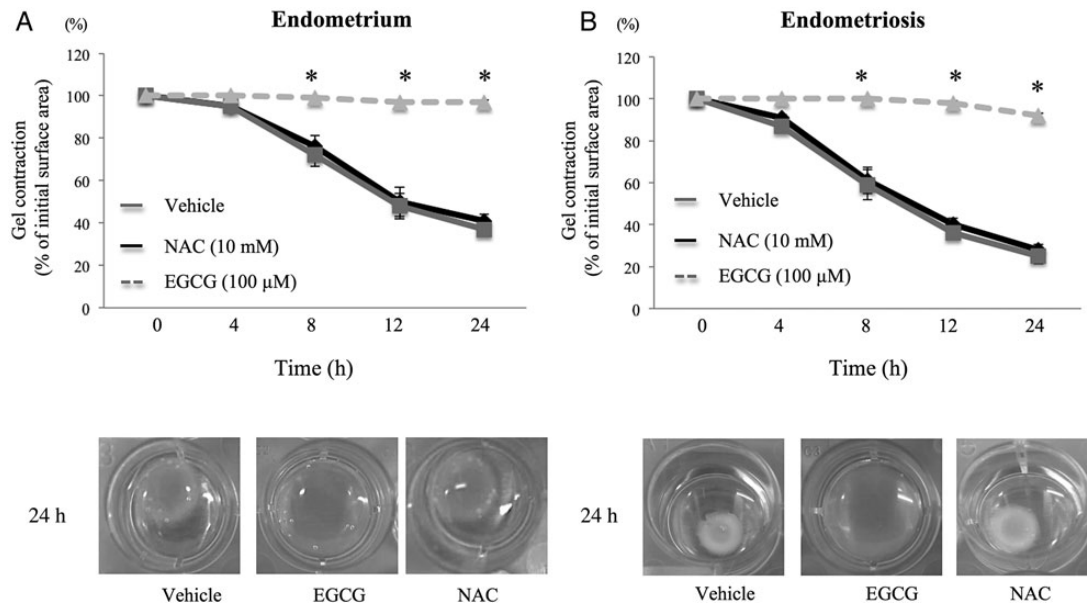 A
(%)
Endometrium
120
100
80
60
40
20
0
Gel contraction
(% of initial surface area)
* * *
Vehicle
NAC (10 mM)
EGCG (100 μM)
0 4 8 12 24
Time (h)
24 h
Vehicle EGCG NAC
B
(%)
Endometriosis
120
100
80
60
40
20
0
Gel contraction
(% of initial surface area)
* * *
Vehicle
NAC (10 mM)
EGCG (100 μM)
0 4 8 12 24
Time (h)
24 h
Vehicle EGCG NAC